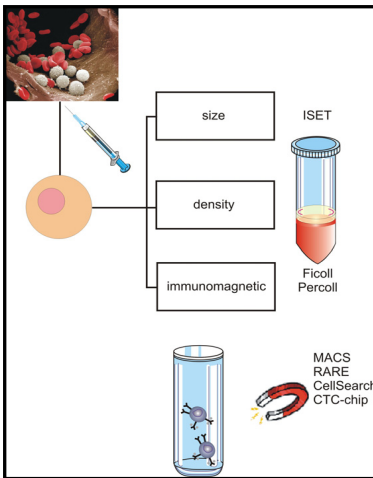 size
ISET
density
Ficoll
Percoll
immunomagnetic
MACS
RARE
CellSearch
CTC-chip